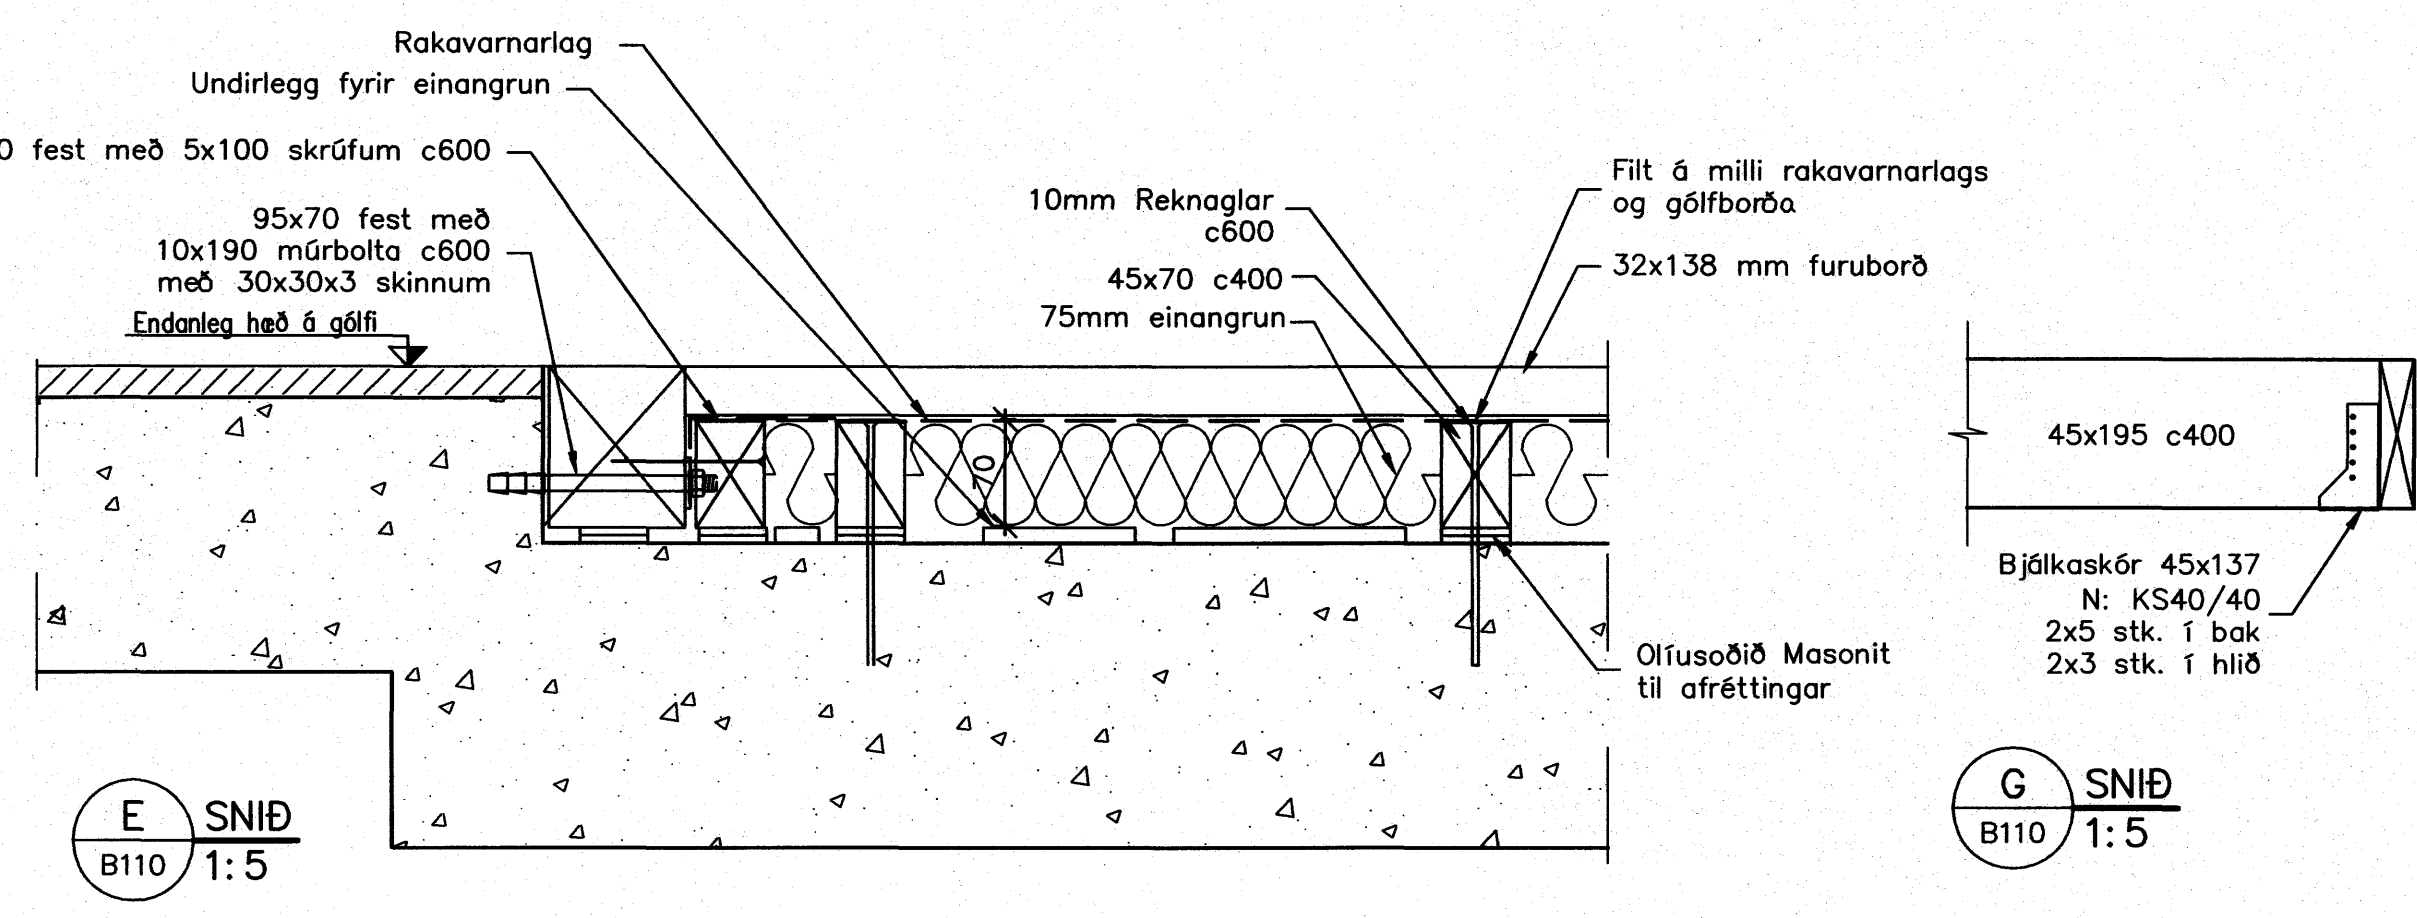 Rakavarnarlag
Undirlegg fyrir einangrun
0 fest með 5x100 skrúfum c600
95x70 fest með
10x190 múrbolta c600
með 30x30x3 skinnum
Endanleg hæð á gólfi
10mm Reknaglar
c600
45x70 c400
75mm einangrun
70
Filt á milli rakavarnarlags
og gólfborða
32x138 mm furuborð
Olíusoðið Masonit
til afréttingar
E
B110
SNIÐ
1:5
45x195 c400
Bjálkaskór 45x137
N: KS40/40
2x5 stk. í bak
2x3 stk. í hlið
G
B110
SNIÐ
1:5